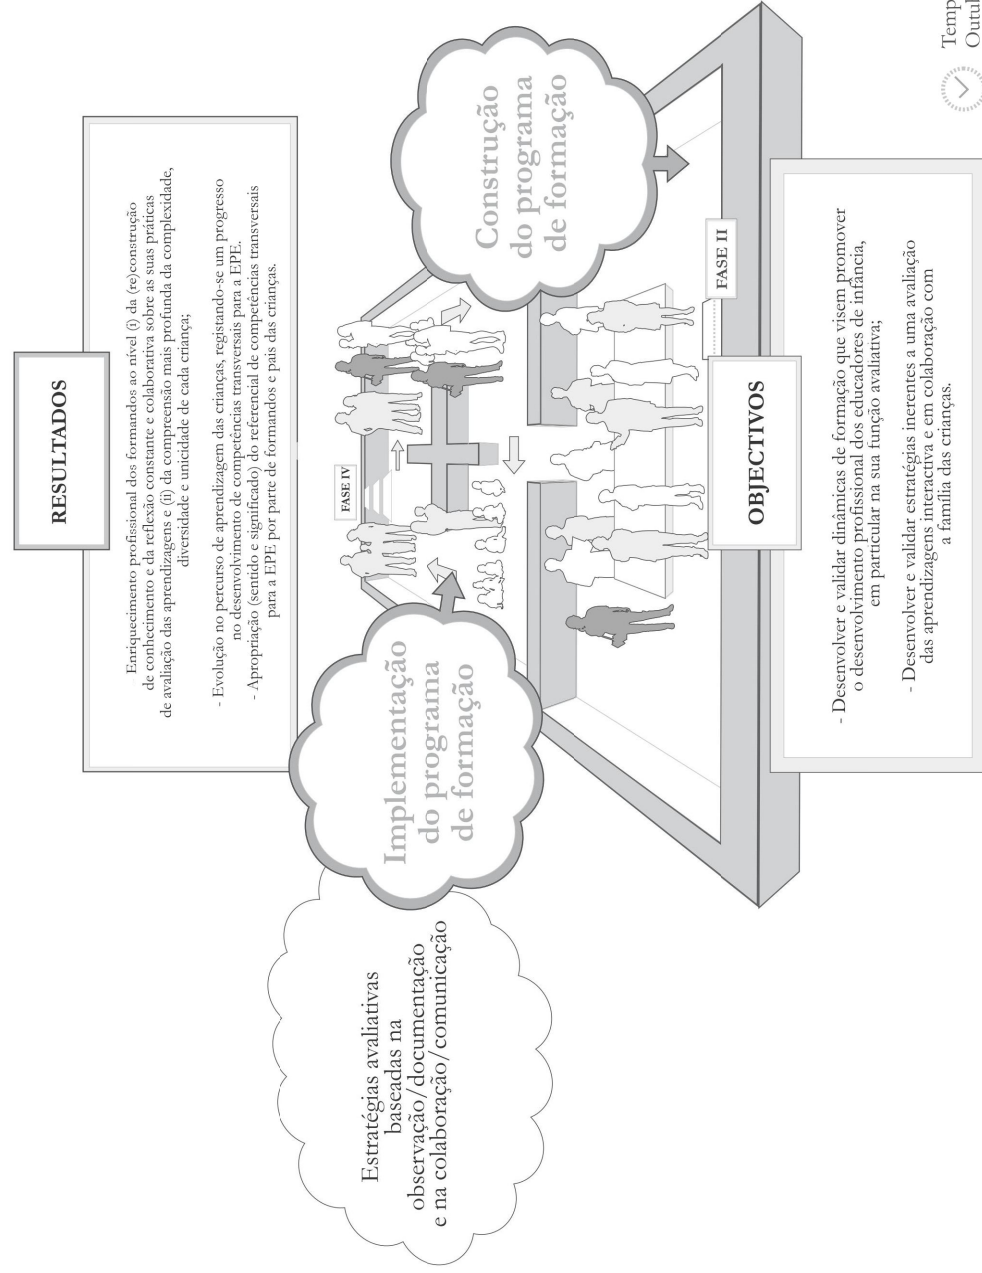 RESULTADOS
Enriquecimento profissional dos formandos ao nível (i) da (re)construção
de conhecimento e da reflexão constante e colaborativa sobre as suas práticas
de avaliação das aprendizagens e (ii) da compreensão mais profunda da complexidade,
diversidade e unicidade de cada criança;
- Evolução no percurso de aprendizagem das crianças, registando-se um progresso
no desenvolvimento de competências transversais para a EPE.
- Apropriação (sentido e significado) do referencial de competências transversais
para a EPE por parte de formandos e pais das crianças.
Estratégias avaliativas
baseadas na
observação/documentação
e na colaboração/comunicação
Implementação
do programa
de formação
FASE IV
Construção
do programa
de formação
FASE II
OBJECTIVOS
- Desenvolver e validar dinâmicas de formação que visem promover
o desenvolvimento profissional dos educadores de infância,
em particular na sua função avaliativa;
- Desenvolver e validar estratégias inerentes a uma avaliação
das aprendizagens interactiva e em colaboração com
a família das crianças.